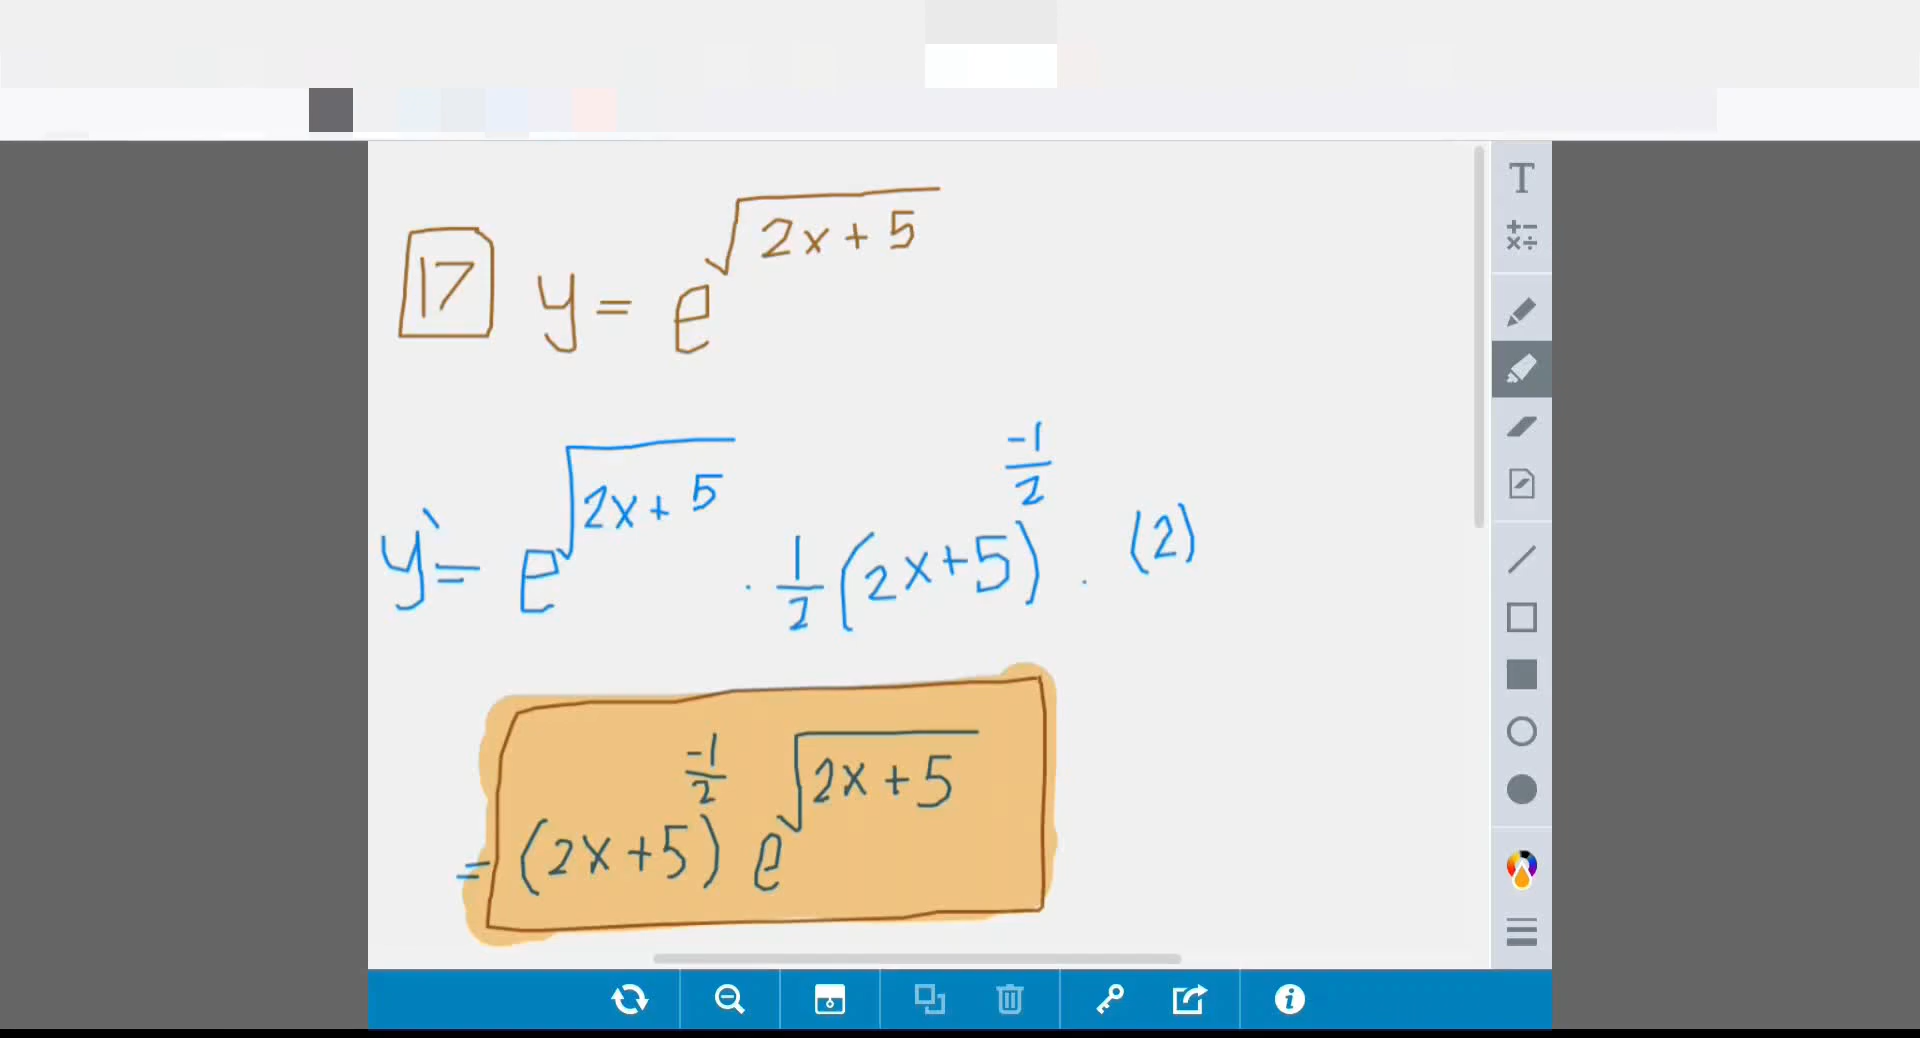 17 y = e^√(2x + 5)
y' = e^√(2x + 5) · 1/2 (2x + 5)^(-1/2) · (2)
= (2x + 5)^(-1/2) e^√(2x + 5)